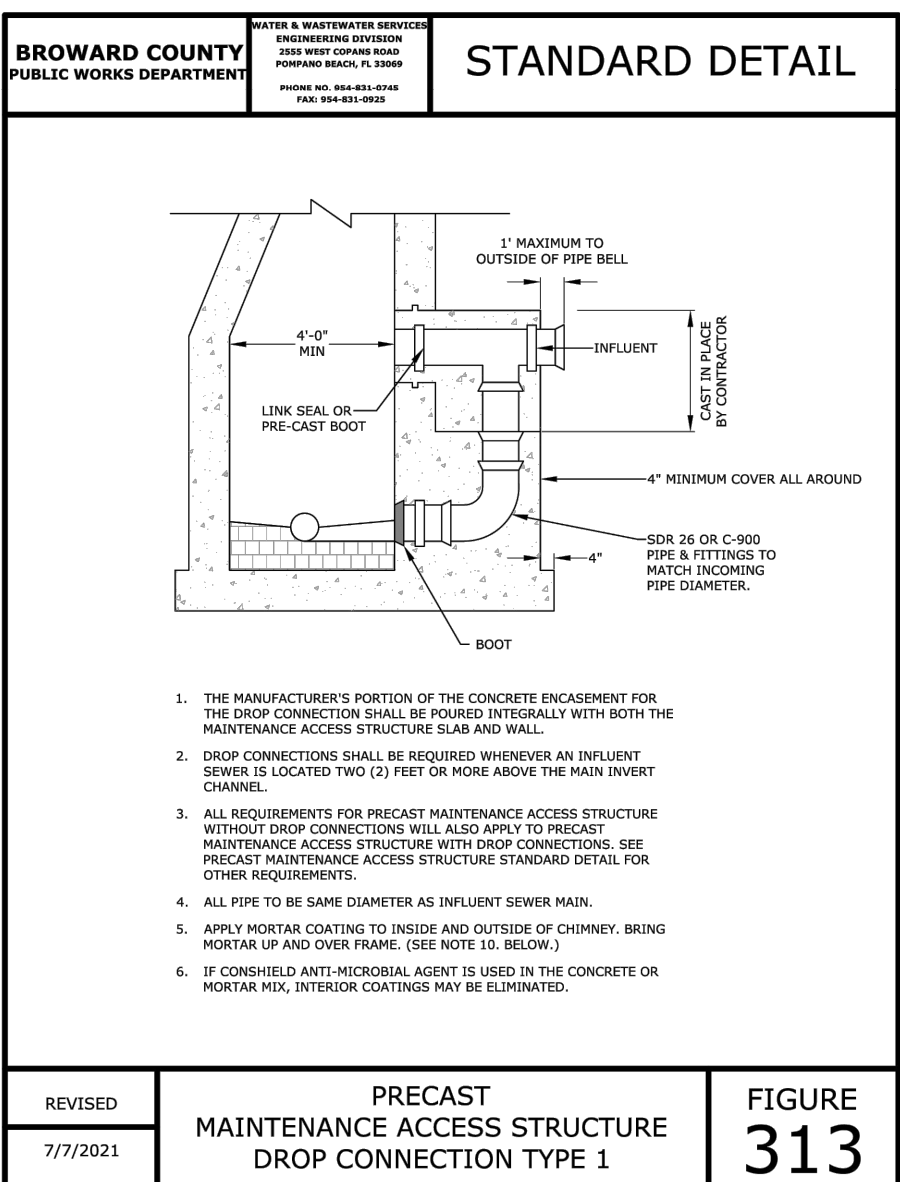 BROWARD COUNTY
PUBLIC WORKS DEPARTMENT
WATER & WASTEWATER SERVICES
ENGINEERING DIVISION
2555 WEST COPANS ROAD
POMPANO BEACH, FL 33069
PHONE NO. 954-831-0745
FAX: 954-831-0925
STANDARD DETAIL
1' MAXIMUM TO
OUTSIDE OF PIPE BELL
4'-0"
MIN
INFLUENT
CAST IN PLACE
BY CONTRACTOR
LINK SEAL OR
PRE-CAST BOOT
4" MINIMUM COVER ALL AROUND
SDR 26 OR C-900
PIPE & FITTINGS TO
MATCH INCOMING
PIPE DIAMETER.
4"
BOOT
1. THE MANUFACTURER'S PORTION OF THE CONCRETE ENCASEMENT FOR
THE DROP CONNECTION SHALL BE POURED INTEGRALLY WITH BOTH THE
MAINTENANCE ACCESS STRUCTURE SLAB AND WALL.
2. DROP CONNECTIONS SHALL BE REQUIRED WHENEVER AN INFLUENT
SEWER IS LOCATED TWO (2) FEET OR MORE ABOVE THE MAIN INVERT
CHANNEL.
3. ALL REQUIREMENTS FOR PRECAST MAINTENANCE ACCESS STRUCTURE
WITHOUT DROP CONNECTIONS WILL ALSO APPLY TO PRECAST
MAINTENANCE ACCESS STRUCTURE WITH DROP CONNECTIONS. SEE
PRECAST MAINTENANCE ACCESS STRUCTURE STANDARD DETAIL FOR
OTHER REQUIREMENTS.
4. ALL PIPE TO BE SAME DIAMETER AS INFLUENT SEWER MAIN.
5. APPLY MORTAR COATING TO INSIDE AND OUTSIDE OF CHIMNEY. BRING
MORTAR UP AND OVER FRAME. (SEE NOTE 10. BELOW.)
6. IF CONSHIELD ANTI-MICROBIAL AGENT IS USED IN THE CONCRETE OR
MORTAR MIX, INTERIOR COATINGS MAY BE ELIMINATED.
REVISED
7/7/2021
PRECAST
MAINTENANCE ACCESS STRUCTURE
DROP CONNECTION TYPE 1
FIGURE
313